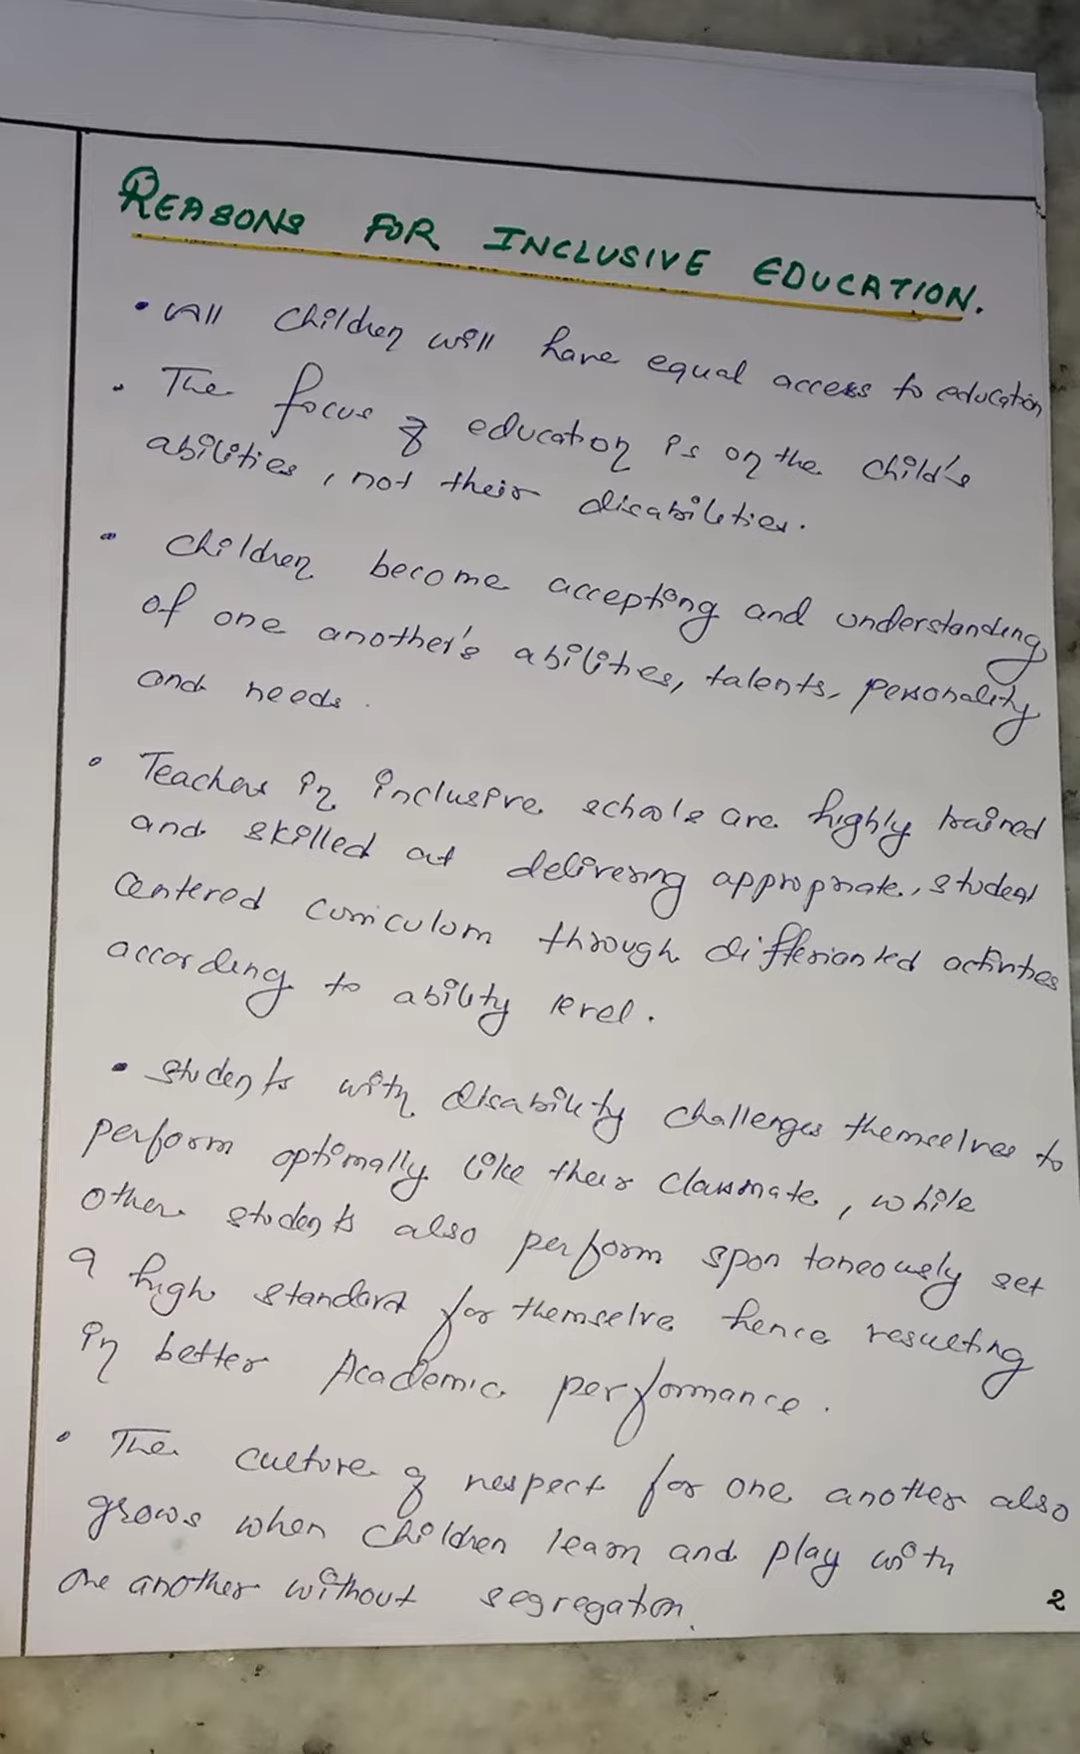 REASONS FOR INCLUSIVE EDUCATION.
• All children will have equal access to education
• The focus of education is on the child's
abilities, not their disabilities.
• Children become accepting and understanding
of one another's abilities, talents, personality
and needs.
• Teachers in inclusive schools are highly trained
and skilled at delivering appropriate, student
centered curriculum through differianted activities
according to ability level.
• Students with disability challenges themselves to
perform optimally like their classmate, while
other students also perform spontaneously set
a high standard for themselve hence resulting
in better Academic performance.
• The culture of respect for one another also
grows when children learn and play with
one another without segregation.
2